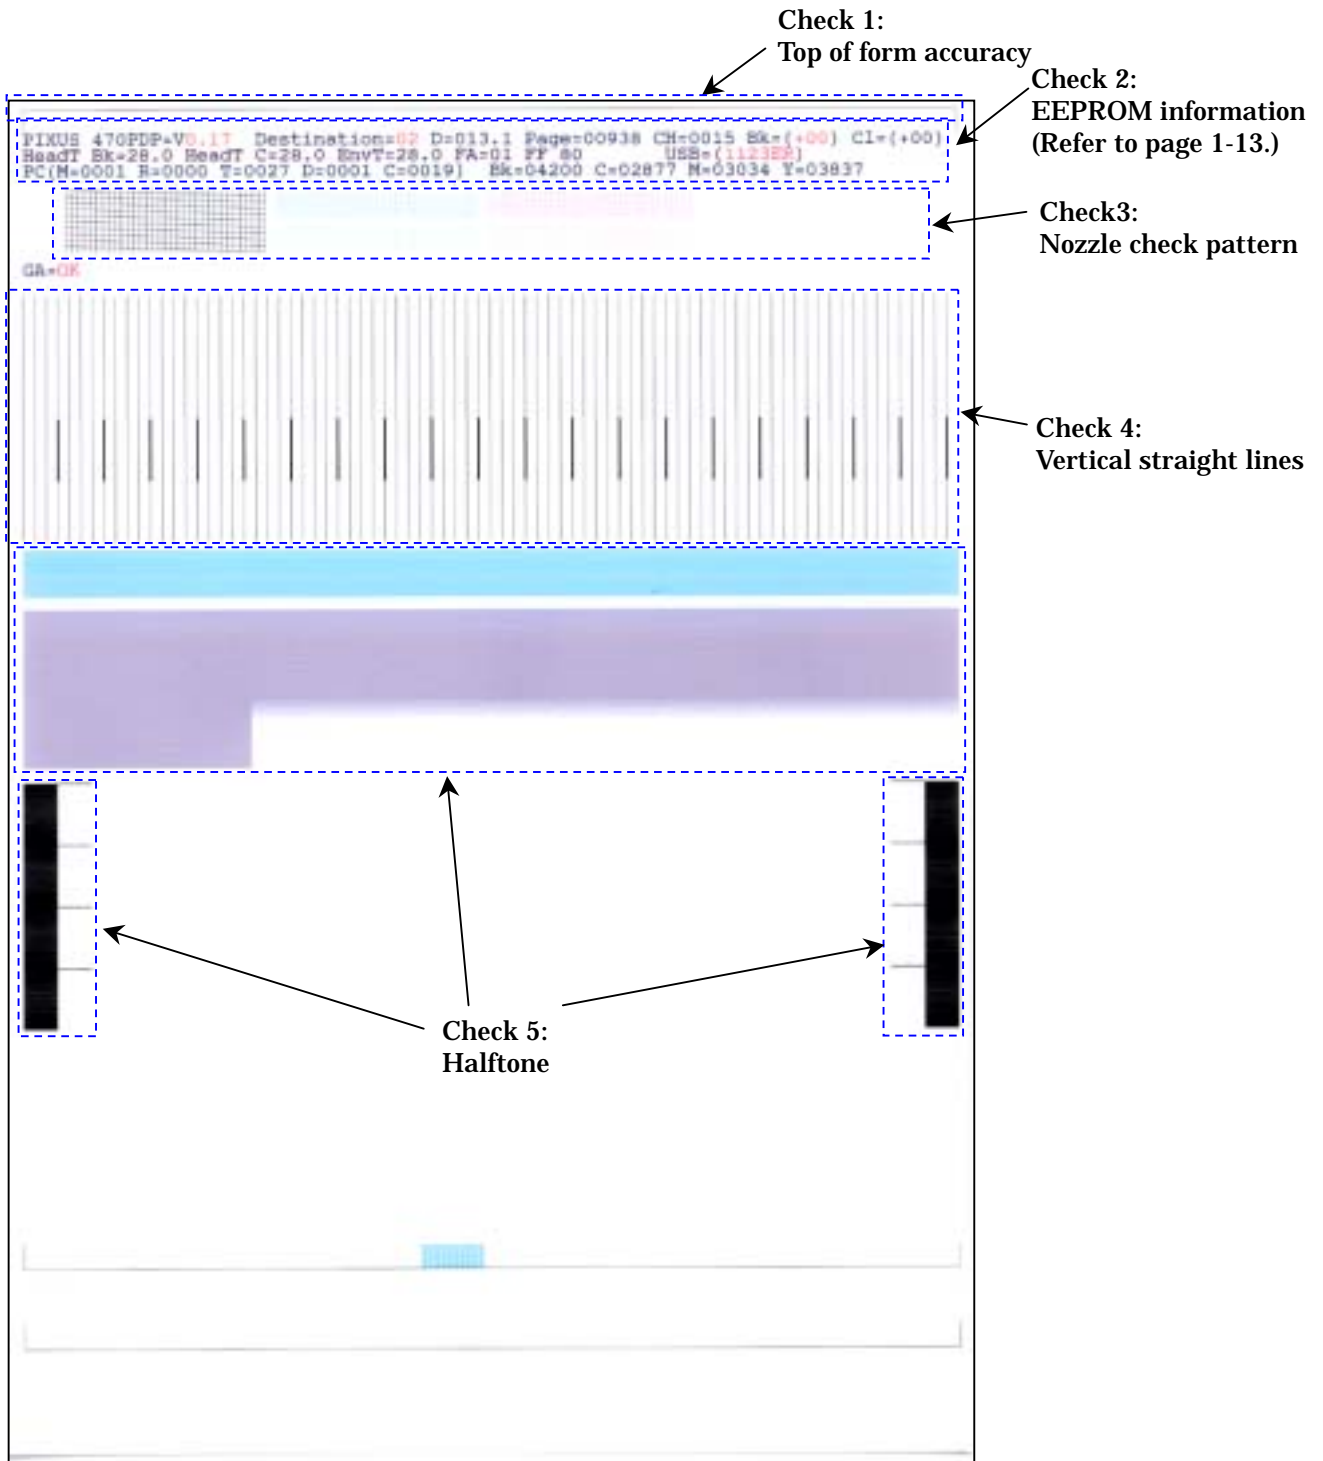 Check 1:
Top of form accuracy
Check 2:
EEPROM information
(Refer to page 1-13.)
PIXUS 470PDP=V0.17 Destination=02 D=013.1 Page=00938 CH=0015 Bk=(+00) Cl=(+00)
HeadT Bk=28.0 HeadT C=28.0 EnvT=28.0 FA=01 FF 80 USB=(1123ER)
PC(M=0001 R=0000 T=0027 D=0001 C=0019) Bk=04200 C=02877 M=03034 Y=03837
Check3:
Nozzle check pattern
GA=OK
Check 4:
Vertical straight lines
Check 5:
Halftone